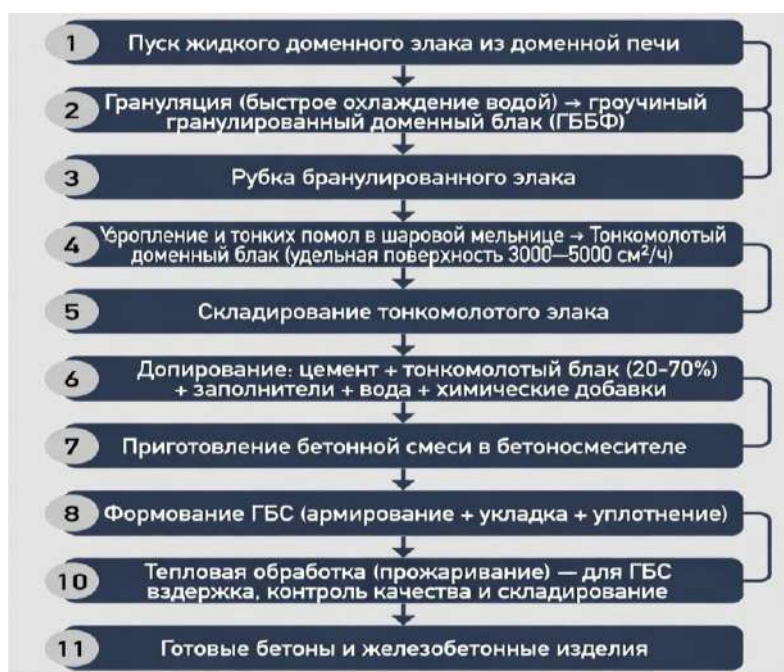 1 Пуск жидкого доменного элака из доменной печи
2 Грануляция (быстрое охлаждение водой) → гроучиный
гранулированный доменный блак (ГББФ)
3 Рубка бранулированного элака
4 Уäропление и тонких помол в шаровой мельнице → Тонкомолотый
доменный блак (удельная поверхность 3000—5000 см²/ч)
5 Складирование тонкомолотого элака
6 Допирование: цемент + тонкомолотый блак (20–70%)
+ заполнители + вода + химические добавки
7 Приготовление бетонной смеси в бетоносмесителе
8 Формование ГБС (армирование + укладка + уплотнение)
10 Тепловая обработка (прожаривание) — для ГБС
вздержка, контроль качества и складирование
11 Готовые бетоны и железобетонные изделия